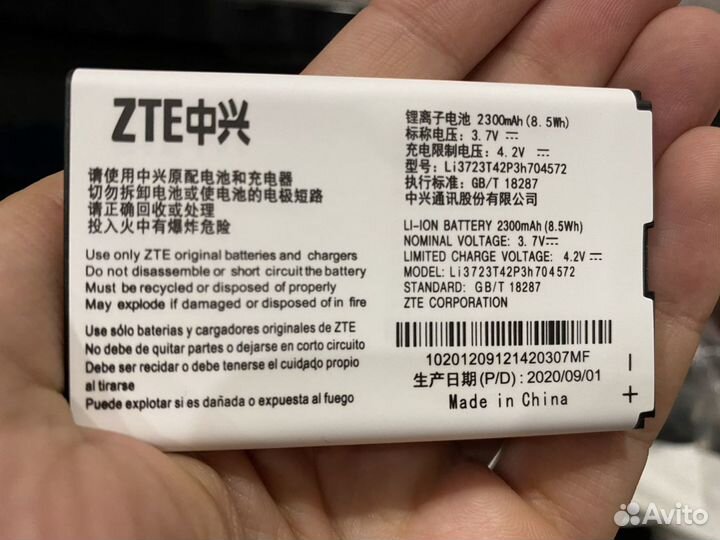 ZTE中兴
请使用中兴原配电池和充电器
切勿拆卸电池或使电池的电极短路
请正确回收或处理
投入火中有爆炸危险
Use only ZTE original batteries and chargers
Do not disassemble or short circuit the battery
Must be recycled or disposed of properly
May explode if damaged or disposed of in fire
Use sólo baterias y cargadores originales de ZTE
No debe de quitar partes o dejarlo en corto circuito
Deber ser recidar o debe tenerse el cuidado propio
al tirarse
Puede explotar si es dañada o expuesta al fuego
锂离子电池 2300mAh(8.5Wh)
标称电压: 3.7V
充电限制电压: 4.2V
型号: Li3723T42P3h704572
执行标准: GB/T 18287
中兴通讯股份有限公司
LI-ION BATTERY 2300mAh(8.5Wh)
NOMINAL VOLTAGE: 3.7V
LIMITED CHARGE VOLTAGE: 4.2V
MODEL: Li3723T42P3h704572
STANDARD: GB/T 18287
ZTE CORPORATION
10201209121420307MF
生产日期(P/D): 2020/09/01
Made in China
−
+
Avito